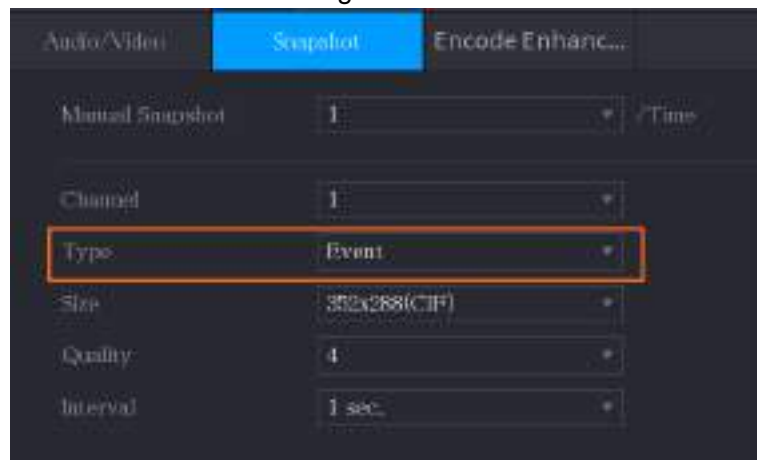 Audio/Video Snapshot Encode Enhanc...
Manual Snapshot 1 /Time
Channel 1
Type Event
Size 352x288(CIF)
Quality 4
Interval 1 sec.